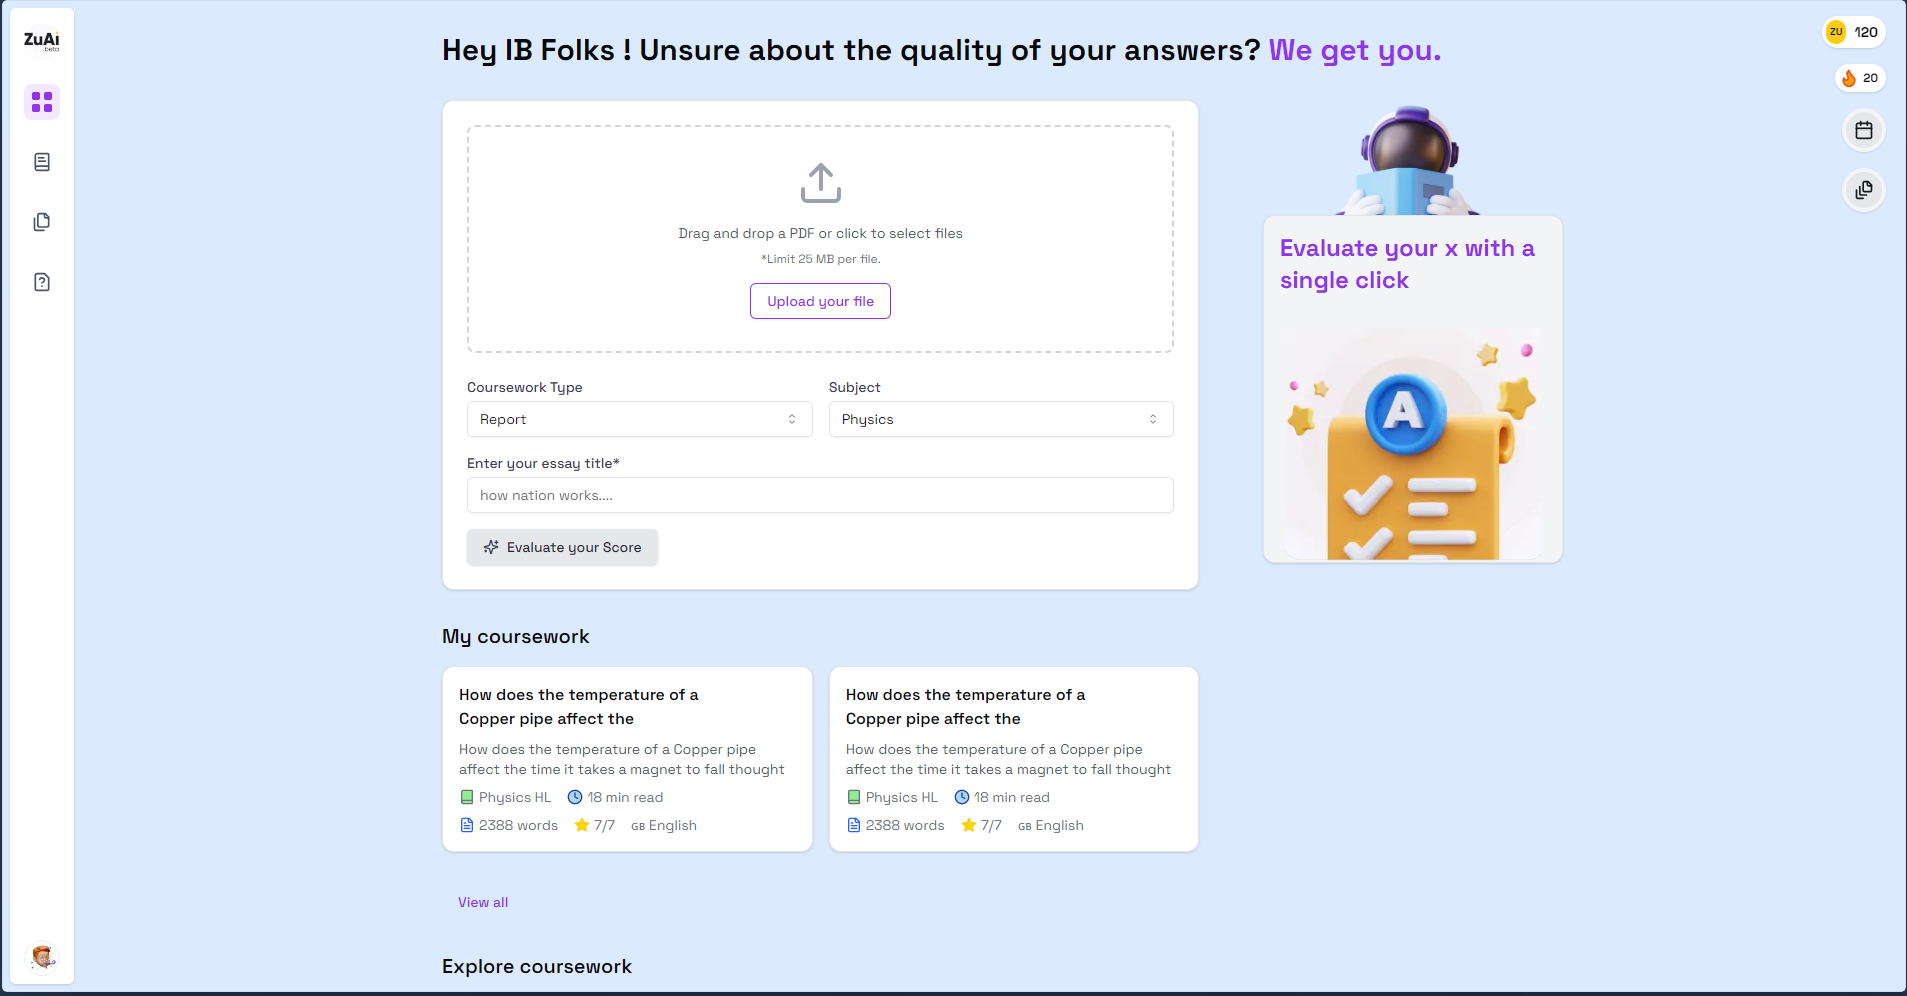 ZuAi
beta
Hey IB Folks ! Unsure about the quality of your answers? We get you.
ZU 120
20
Drag and drop a PDF or click to select files
*Limit 25 MB per file.
Upload your file
Evaluate your x with a
single click
A
Coursework Type
Report
Subject
Physics
Enter your essay title*
how nation works....
Evaluate your Score
My coursework
How does the temperature of a
Copper pipe affect the
How does the temperature of a Copper pipe
affect the time it takes a magnet to fall thought
Physics HL 18 min read
2388 words 7/7 GB English
How does the temperature of a
Copper pipe affect the
How does the temperature of a Copper pipe
affect the time it takes a magnet to fall thought
Physics HL 18 min read
2388 words 7/7 GB English
View all
Explore coursework